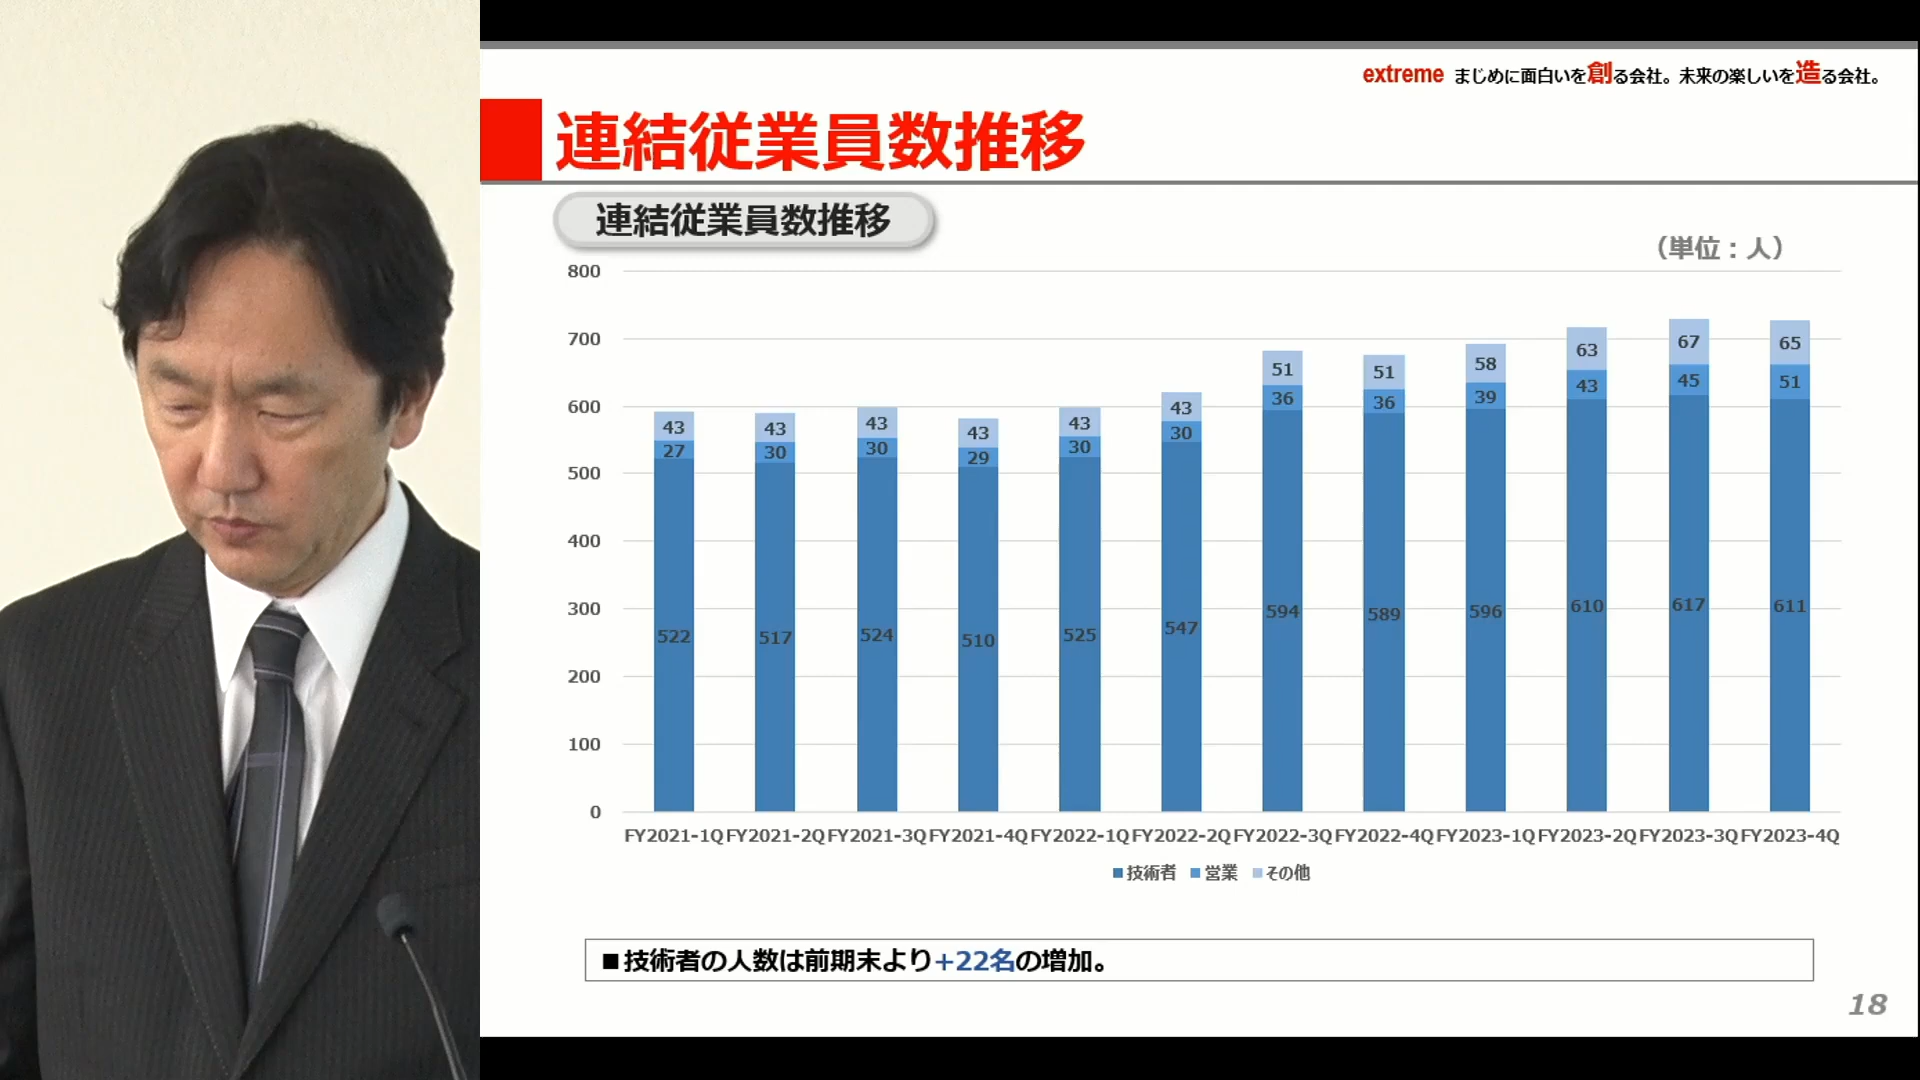 extreme まじめに面白いを創る会社。未来の楽しいを造る会社。
連結従業員数推移
連結従業員数推移
（単位：人）
800
700
600
500
400
300
200
100
0
43 43 43 43 43 43 51 51 58 63 67 65
27 30 30 29 30 30 36 36 39 43 45 51
522 517 524 510 525 547 594 589 596 610 617 611
FY2021-1Q FY2021-2Q FY2021-3Q FY2021-4Q FY2022-1Q FY2022-2Q FY2022-3Q FY2022-4Q FY2023-1Q FY2023-2Q FY2023-3Q FY2023-4Q
■技術者 ■営業 ■その他
■技術者の人数は前期末より+22名の増加。
18